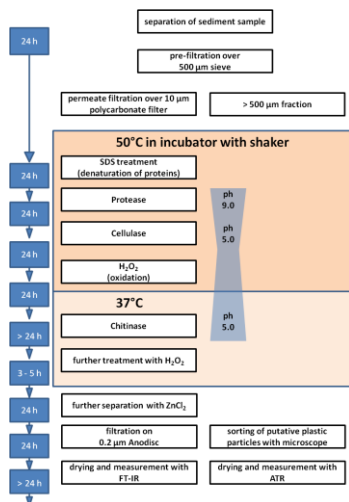 separation of sediment sample
24 h
pre-filtration over
500 µm sieve
permeate filtration over 10 µm
polycarbonate filter
> 500 µm fraction
50°C in incubator with shaker
24 h
SDS treatment
(denaturation of proteins)
24 h
Protease
ph
9.0
24 h
Cellulase
ph
5.0
24 h
H₂O₂
(oxidation)
37°C
> 24 h
Chitinase
ph
5.0
3 - 5 h
further treatment with H₂O₂
24 h
further separation with ZnCl₂
24 h
filtration on
0.2 µm Anodisc
sorting of putative plastic
particles with microscope
> 24 h
drying and measurement with
FT-IR
drying and measurement with
ATR